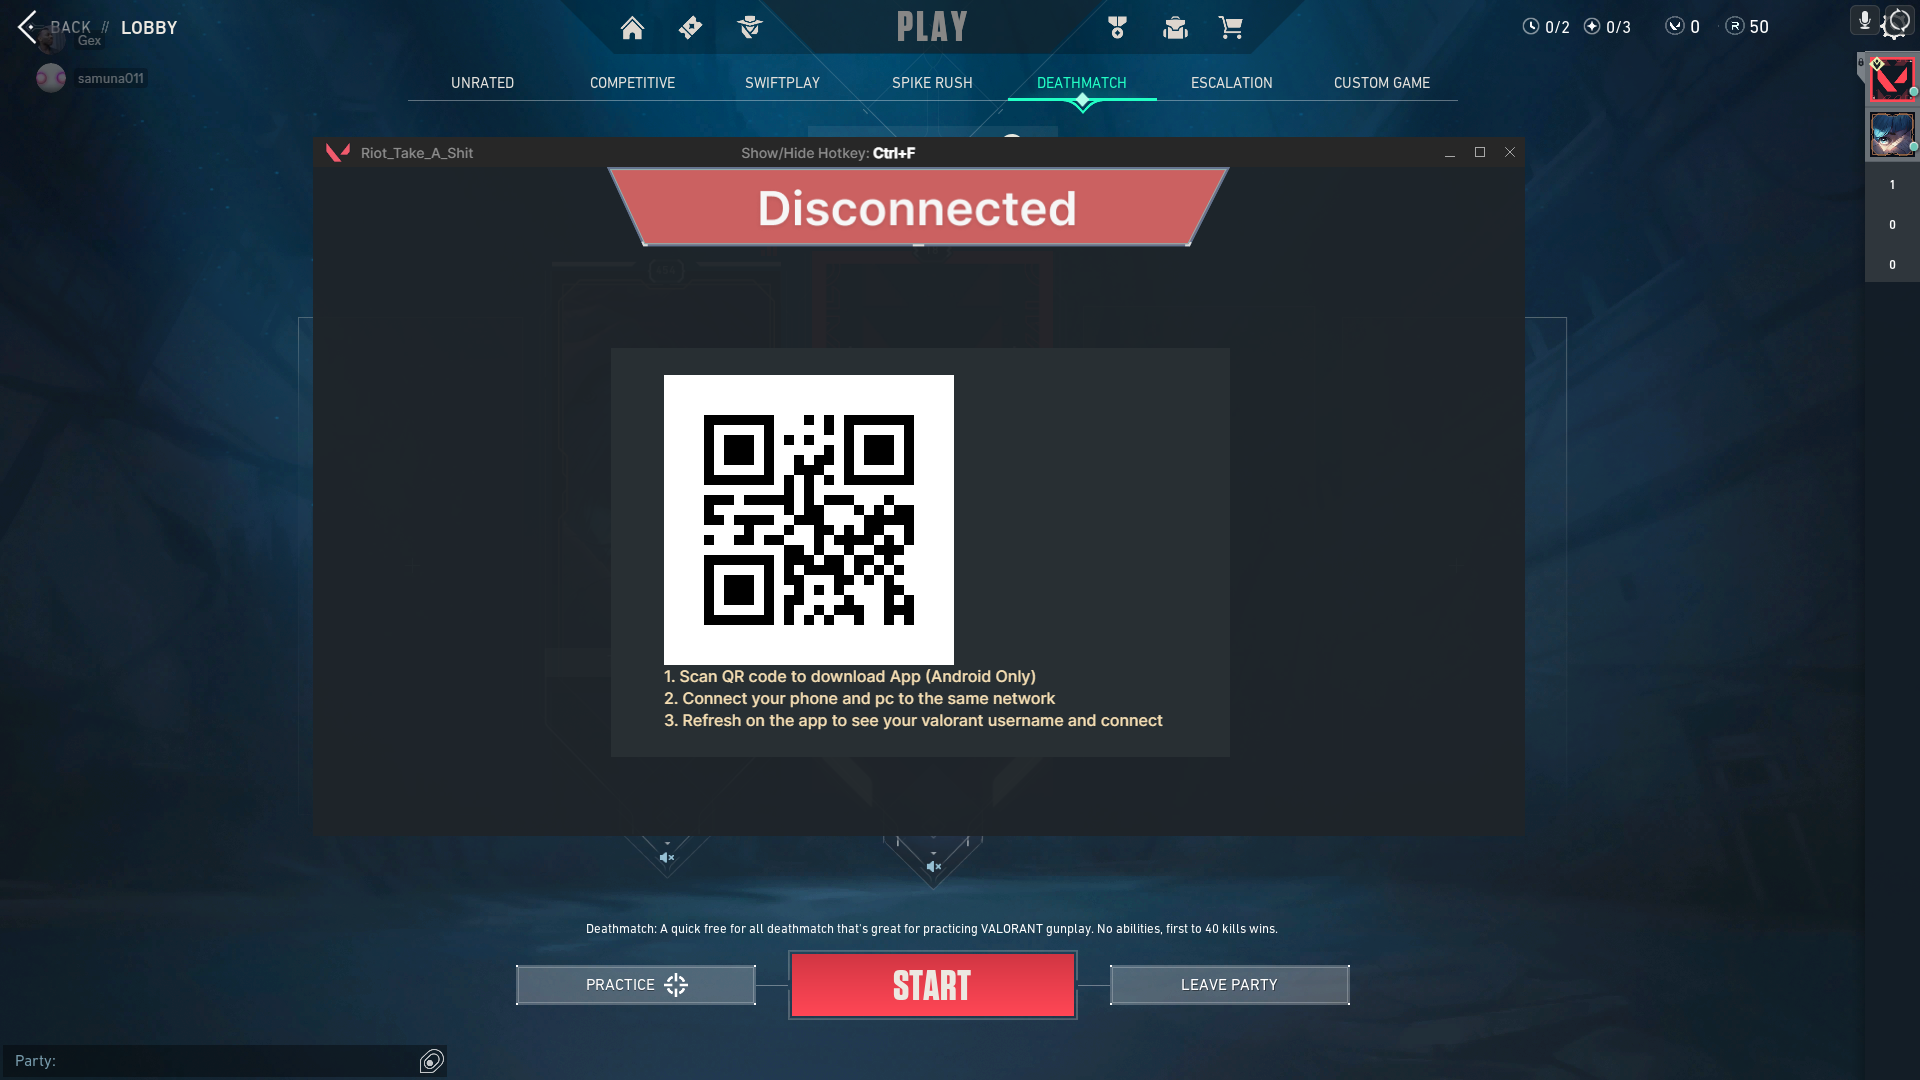 BACK // LOBBY
Gex
samuna011
PLAY
0/2
0/3
0
50
UNRATED
COMPETITIVE
SWIFTPLAY
SPIKE RUSH
DEATHMATCH
ESCALATION
CUSTOM GAME
Riot_Take_A_Shit
Show/Hide Hotkey: Ctrl+F
Disconnected
1
0
0
1. Scan QR code to download App (Android Only)
2. Connect your phone and pc to the same network
3. Refresh on the app to see your valorant username and connect
Deathmatch: A quick free for all deathmatch that's great for practicing VALORANT gunplay. No abilities, first to 40 kills wins.
PRACTICE
START
LEAVE PARTY
Party: